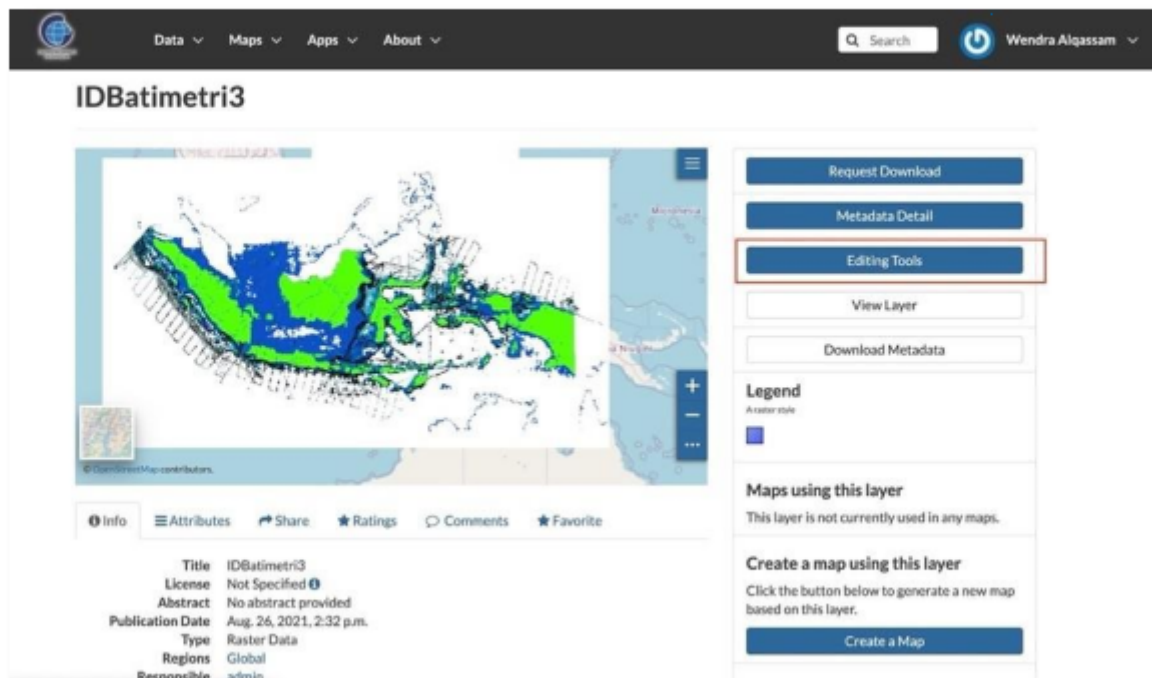 Data
Maps
Apps
About
Search
Wendra Alqassam
IDBatimetri3
Micronesia
© OpenStreetMap contributors.
Request Download
Metadata Detail
Editing Tools
View Layer
Download Metadata
Legend
A raster style
Maps using this layer
This layer is not currently used in any maps.
Create a map using this layer
Click the button below to generate a new map
based on this layer.
Create a Map
Info
Attributes
Share
Ratings
Comments
Favorite
Title IDBatimetri3
License Not Specified
Abstract No abstract provided
Publication Date Aug. 26, 2021, 2:32 p.m.
Type Raster Data
Regions Global
Responsible admin